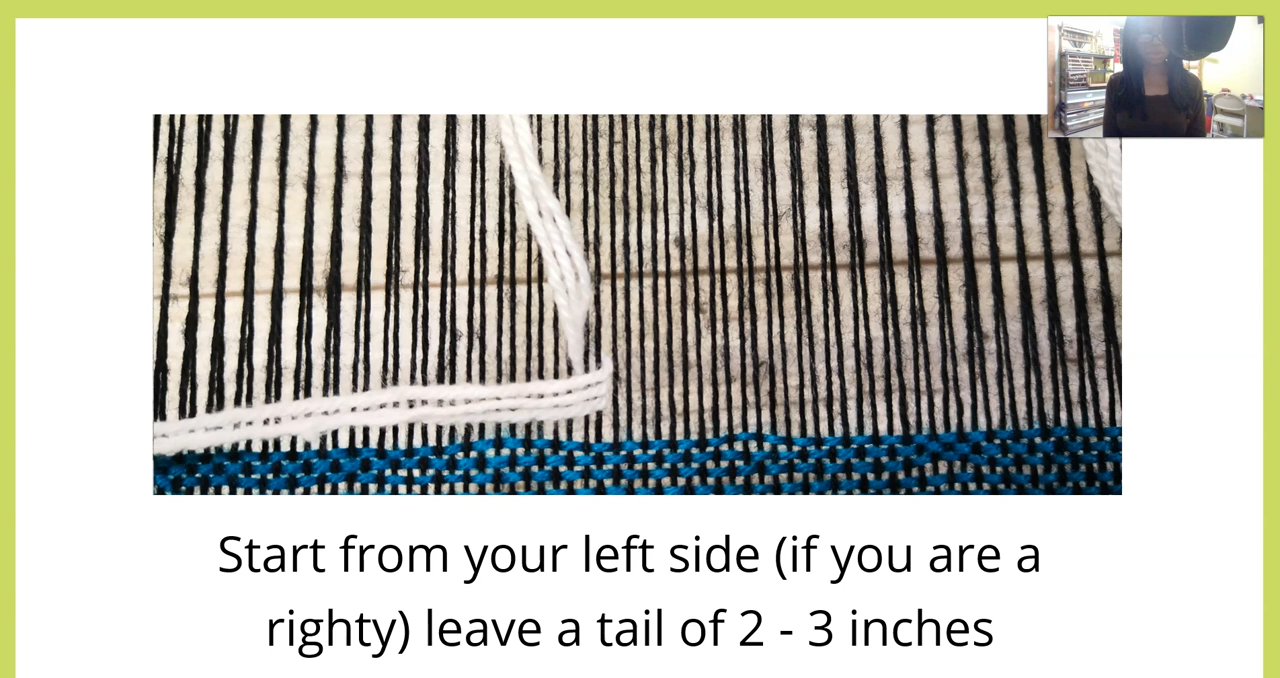 Start from your left side (if you are a
righty) leave a tail of 2 - 3 inches